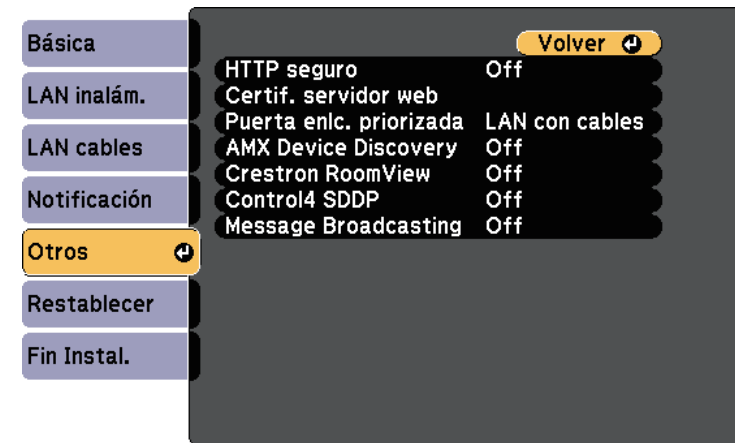 Básica
LAN inalám.
LAN cables
Notificación
Otros
Restablecer
Fin Instal.
Volver
HTTP seguro Off
Certif. servidor web
Puerta enlc. priorizada LAN con cables
AMX Device Discovery Off
Crestron RoomView Off
Control4 SDDP Off
Message Broadcasting Off